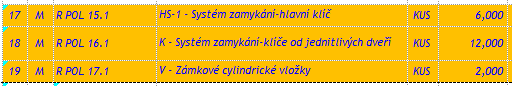 17 M R POL 15.1 HS-1 - Systém zamykání-hlavní klíč KUS 6,000
18 M R POL 16.1 K - Systém zamykání-klíče od jednitlivých dveří KUS 12,000
19 M R POL 17.1 V - Zámkové cylindrické vložky KUS 2,000